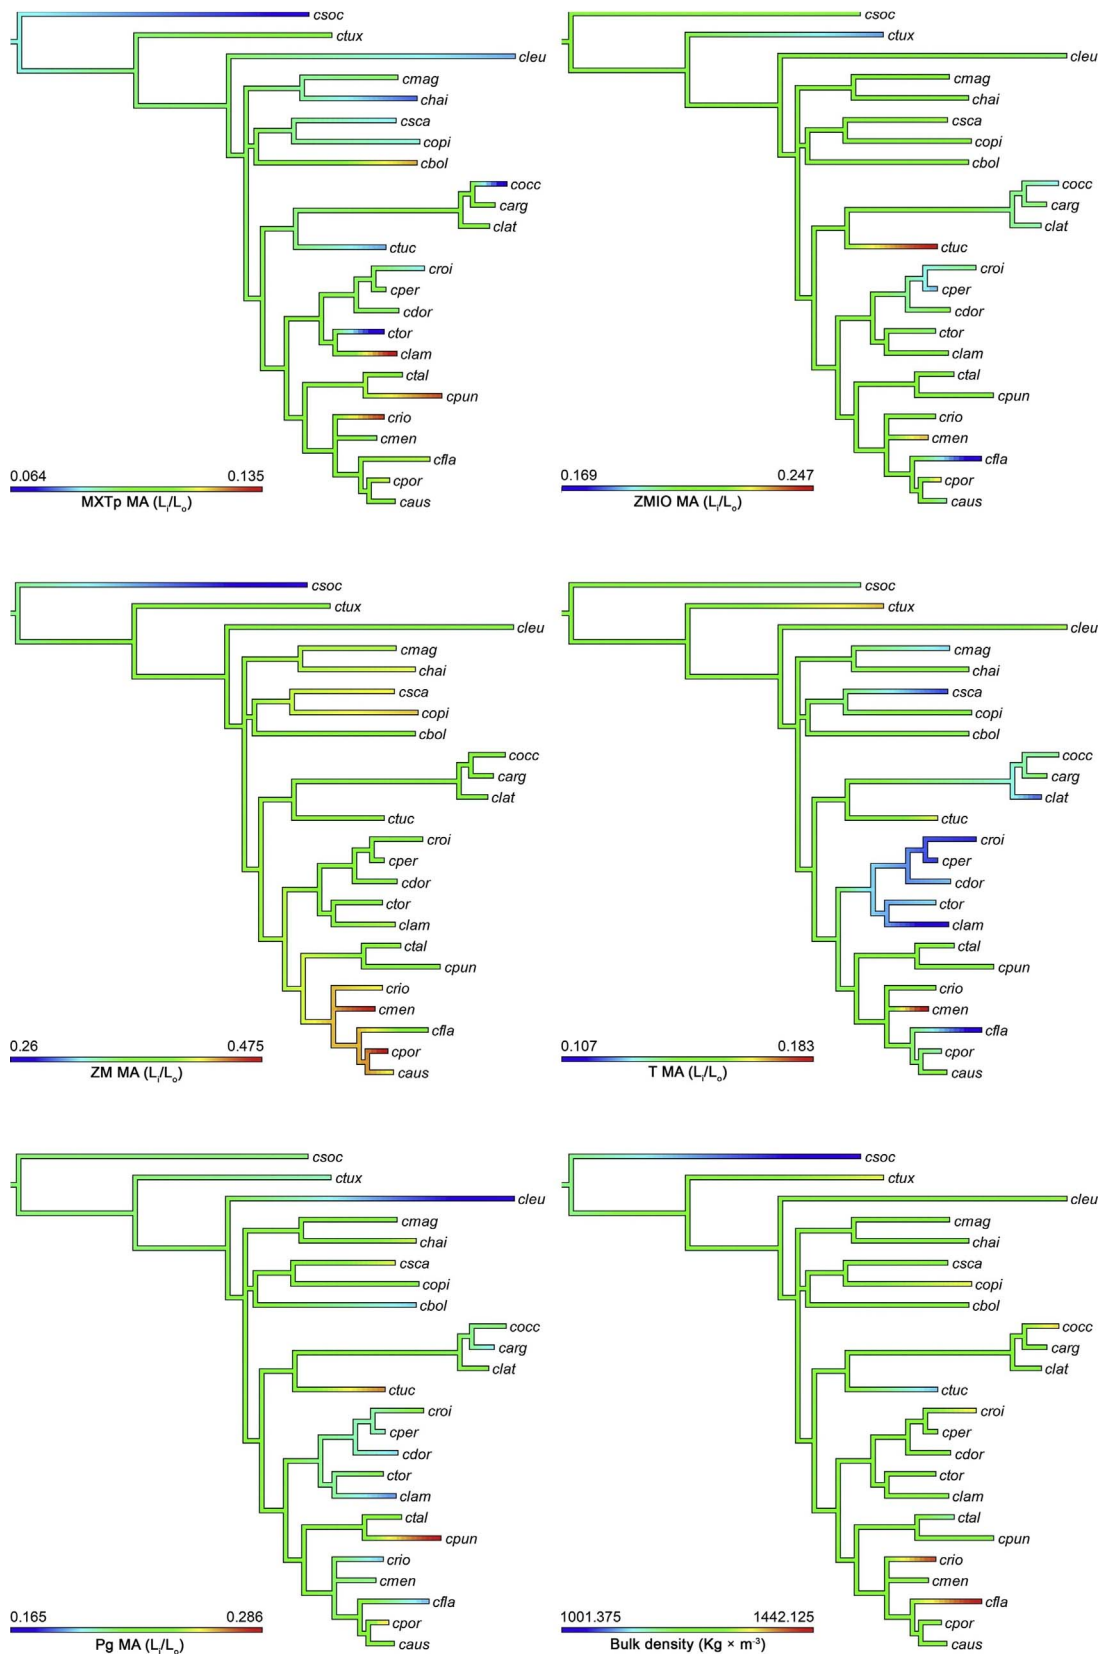 csoc
ctux
cleu
cmag
chai
csca
copi
cbol
cocc
carg
clat
ctuc
croi
cper
cdor
ctor
clam
ctal
cpun
crio
cmen
cfla
cpor
caus
0.064 0.135
MXTp MA (Li/Lo)
csoc
ctux
cleu
cmag
chai
csca
copi
cbol
cocc
carg
clat
ctuc
croi
cper
cdor
ctor
clam
ctal
cpun
crio
cmen
cfla
cpor
caus
0.169 0.247
ZMIO MA (Li/Lo)
csoc
ctux
cleu
cmag
chai
csca
copi
cbol
cocc
carg
clat
ctuc
croi
cper
cdor
ctor
clam
ctal
cpun
crio
cmen
cfla
cpor
caus
0.26 0.475
ZM MA (Li/Lo)
csoc
ctux
cleu
cmag
chai
csca
copi
cbol
cocc
carg
clat
ctuc
croi
cper
cdor
ctor
clam
ctal
cpun
crio
cmen
cfla
cpor
caus
0.107 0.183
T MA (Li/Lo)
csoc
ctux
cleu
cmag
chai
csca
copi
cbol
cocc
carg
clat
ctuc
croi
cper
cdor
ctor
clam
ctal
cpun
crio
cmen
cfla
cpor
caus
0.165 0.286
Pg MA (Li/Lo)
csoc
ctux
cleu
cmag
chai
csca
copi
cbol
cocc
carg
clat
ctuc
croi
cper
cdor
ctor
clam
ctal
cpun
crio
cmen
cfla
cpor
caus
1001.375 1442.125
Bulk density (Kg × m⁻³)